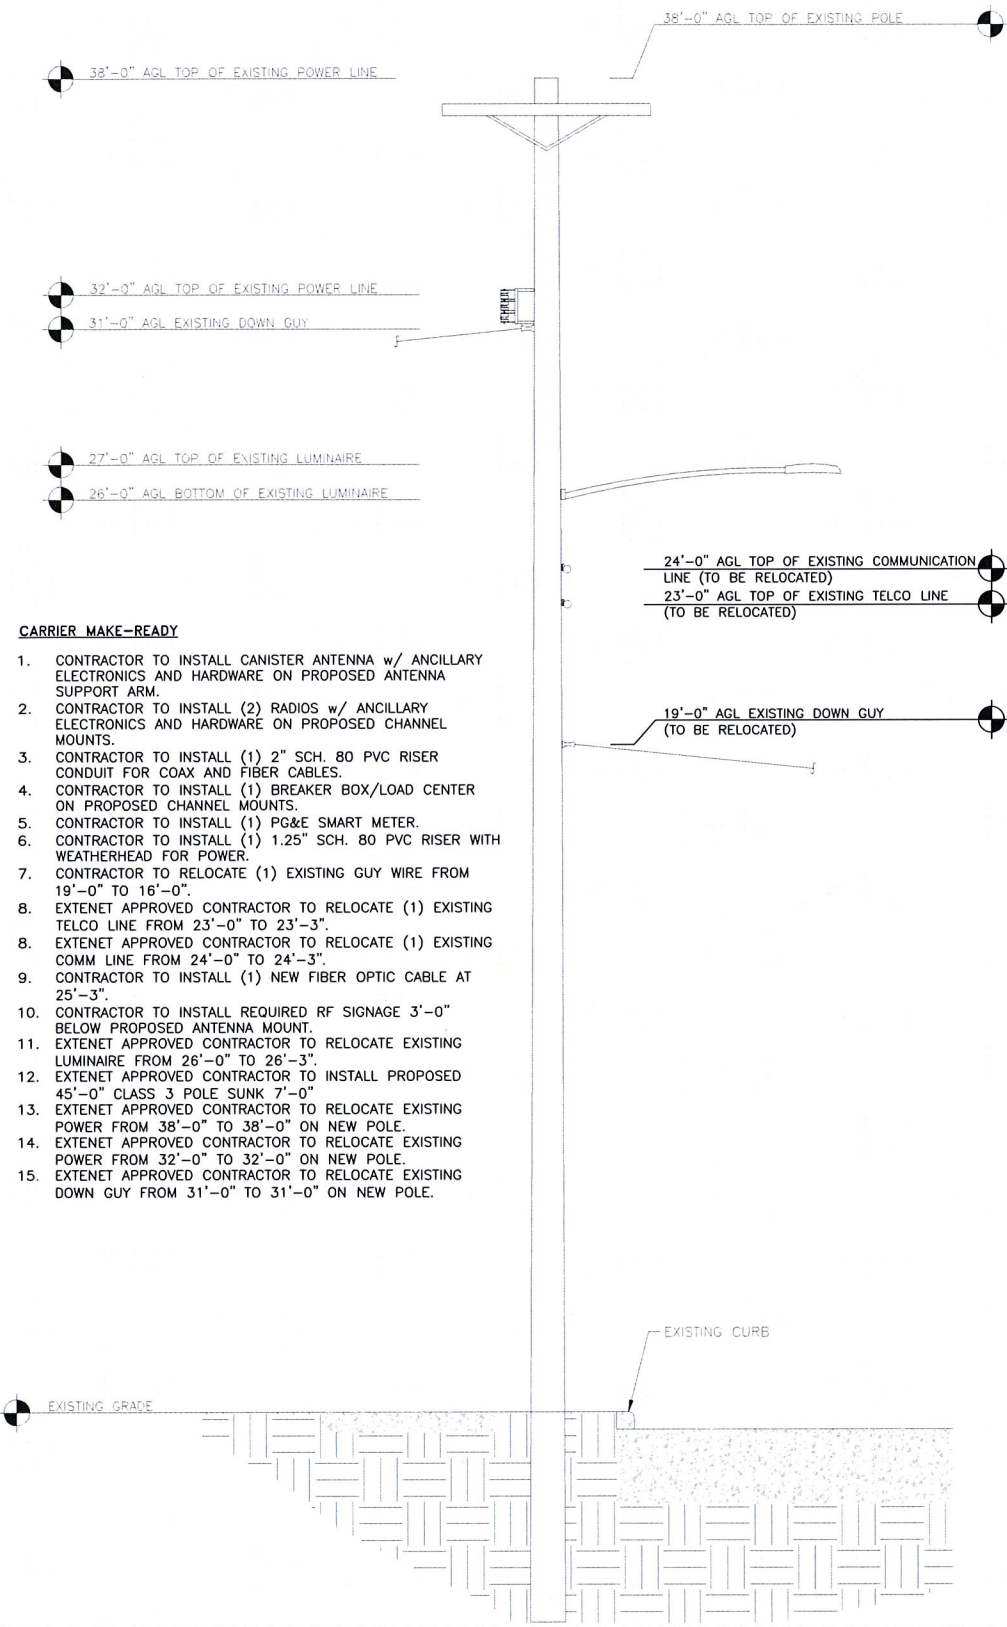 38'-0" AGL TOP OF EXISTING POLE
38'-0" AGL TOP OF EXISTING POWER LINE
32'-0" AGL TOP OF EXISTING POWER LINE
31'-0" AGL EXISTING DOWN GUY
27'-0" AGL TOP OF EXISTING LUMINAIRE
26'-0" AGL BOTTOM OF EXISTING LUMINAIRE
24'-0" AGL TOP OF EXISTING COMMUNICATION
LINE (TO BE RELOCATED)
23'-0" AGL TOP OF EXISTING TELCO LINE
(TO BE RELOCATED)
19'-0" AGL EXISTING DOWN GUY
(TO BE RELOCATED)
CARRIER MAKE-READY
1. CONTRACTOR TO INSTALL CANISTER ANTENNA w/ ANCILLARY
ELECTRONICS AND HARDWARE ON PROPOSED ANTENNA
SUPPORT ARM.
2. CONTRACTOR TO INSTALL (2) RADIOS w/ ANCILLARY
ELECTRONICS AND HARDWARE ON PROPOSED CHANNEL
MOUNTS.
3. CONTRACTOR TO INSTALL (1) 2" SCH. 80 PVC RISER
CONDUIT FOR COAX AND FIBER CABLES.
4. CONTRACTOR TO INSTALL (1) BREAKER BOX/LOAD CENTER
ON PROPOSED CHANNEL MOUNTS.
5. CONTRACTOR TO INSTALL (1) PG&E SMART METER.
6. CONTRACTOR TO INSTALL (1) 1.25" SCH. 80 PVC RISER WITH
WEATHERHEAD FOR POWER.
7. CONTRACTOR TO RELOCATE (1) EXISTING GUY WIRE FROM
19'-0" TO 16'-0".
8. EXTENET APPROVED CONTRACTOR TO RELOCATE (1) EXISTING
TELCO LINE FROM 23'-0" TO 23'-3".
8. EXTENET APPROVED CONTRACTOR TO RELOCATE (1) EXISTING
COMM LINE FROM 24'-0" TO 24'-3".
9. CONTRACTOR TO INSTALL (1) NEW FIBER OPTIC CABLE AT
25'-3".
10. CONTRACTOR TO INSTALL REQUIRED RF SIGNAGE 3'-0"
BELOW PROPOSED ANTENNA MOUNT.
11. EXTENET APPROVED CONTRACTOR TO RELOCATE EXISTING
LUMINAIRE FROM 26'-0" TO 26'-3".
12. EXTENET APPROVED CONTRACTOR TO INSTALL PROPOSED
45'-0" CLASS 3 POLE SUNK 7'-0"
13. EXTENET APPROVED CONTRACTOR TO RELOCATE EXISTING
POWER FROM 38'-0" TO 38'-0" ON NEW POLE.
14. EXTENET APPROVED CONTRACTOR TO RELOCATE EXISTING
POWER FROM 32'-0" TO 32'-0" ON NEW POLE.
15. EXTENET APPROVED CONTRACTOR TO RELOCATE EXISTING
DOWN GUY FROM 31'-0" TO 31'-0" ON NEW POLE.
EXISTING CURB
EXISTING GRADE